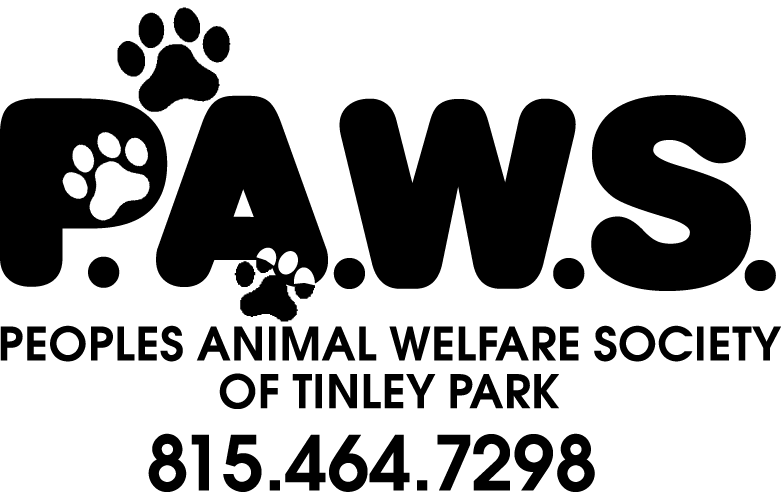 P.A.W.S.
PEOPLES ANIMAL WELFARE SOCIETY
OF TINLEY PARK
815.464.7298